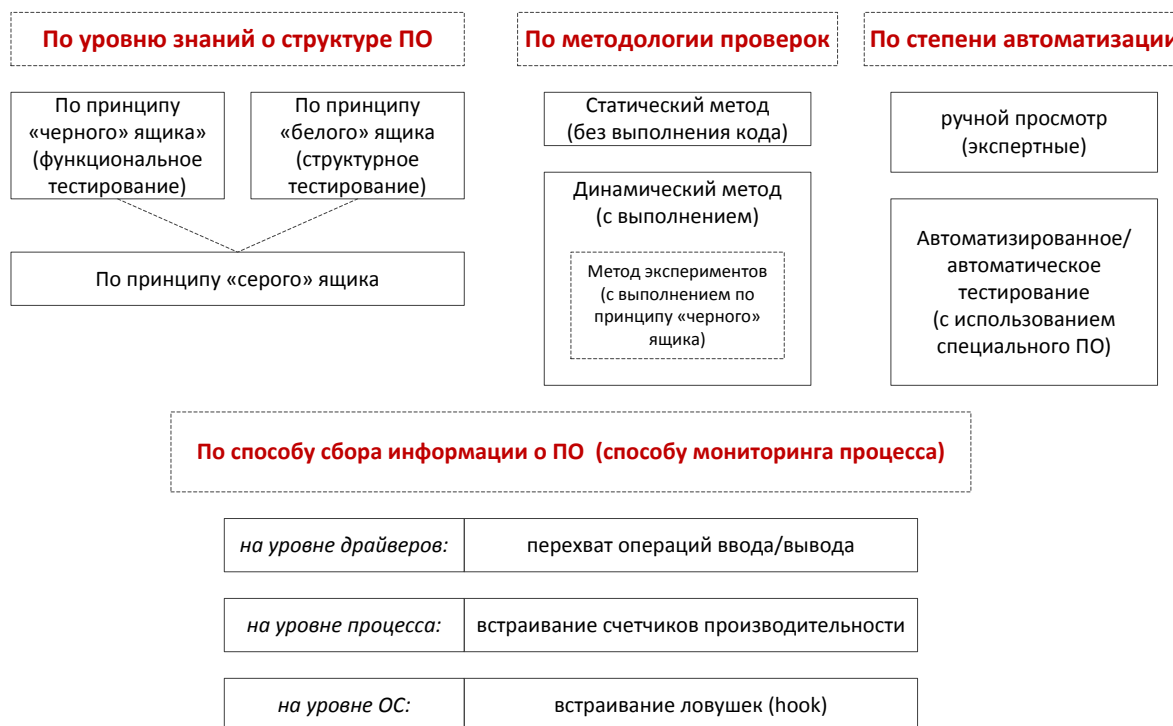 По уровню знаний о структуре ПО
По методологии проверок
По степени автоматизации
По принципу
«черного» ящика»
(функциональное
тестирование)
По принципу
«белого» ящика
(структурное
тестирование)
По принципу «серого» ящика
Статический метод
(без выполнения кода)
Динамический метод
(с выполнением)
Метод экспериментов
(с выполнением по
принципу «черного»
ящика)
ручной просмотр
(экспертные)
Автоматизированное/
автоматическое
тестирование
(с использованием
специального ПО)
По способу сбора информации о ПО (способу мониторинга процесса)
на уровне драйверов: перехват операций ввода/вывода
на уровне процесса: встраивание счетчиков производительности
на уровне ОС: встраивание ловушек (hook)